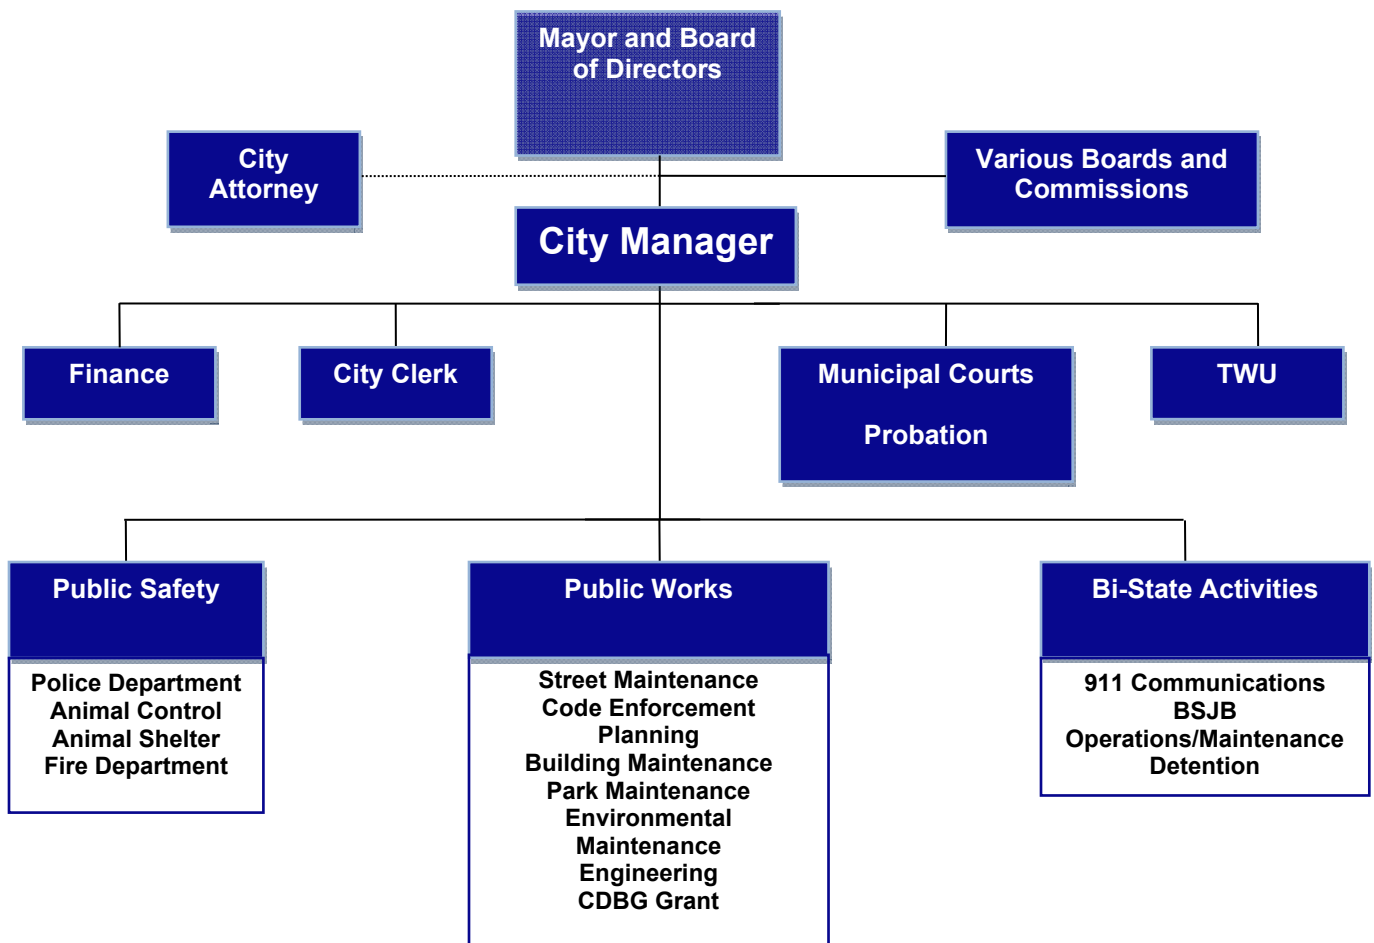 Mayor and Board
of Directors
City
Attorney
Various Boards and
Commissions
City Manager
Finance
City Clerk
Municipal Courts
Probation
TWU
Public Safety
Police Department
Animal Control
Animal Shelter
Fire Department
Public Works
Street Maintenance
Code Enforcement
Planning
Building Maintenance
Park Maintenance
Environmental
Maintenance
Engineering
CDBG Grant
Bi-State Activities
911 Communications
BSJB
Operations/Maintenance
Detention